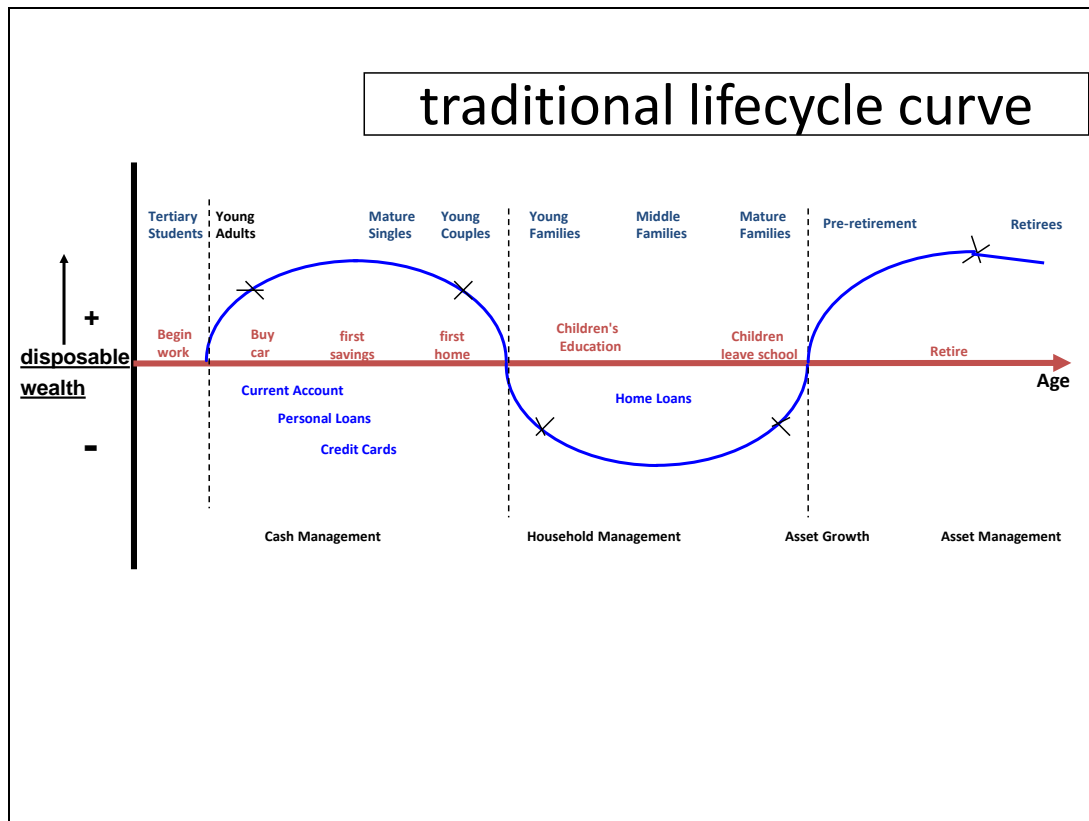 traditional lifecycle curve
Tertiary
Students
Young
Adults
Mature
Singles
Young
Couples
Young
Families
Middle
Families
Mature
Families
Pre-retirement
Retirees
+
disposable
wealth
-
Begin
work
Buy
car
first
savings
first
home
Children's
Education
Children
leave school
Retire
Age
Current Account
Personal Loans
Credit Cards
Home Loans
Cash Management
Household Management
Asset Growth
Asset Management